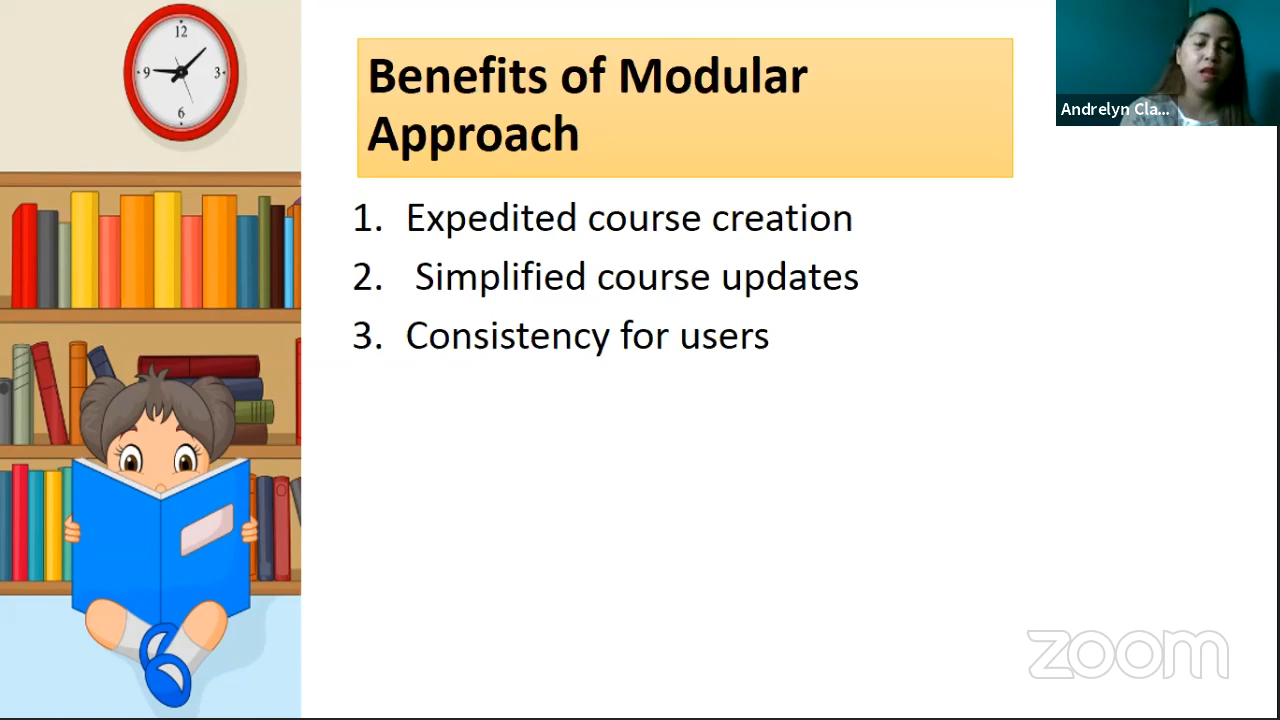 12
9
3
6
Benefits of Modular
Approach
1. Expedited course creation
2. Simplified course updates
3. Consistency for users
Andrelyn Cla...
zoom